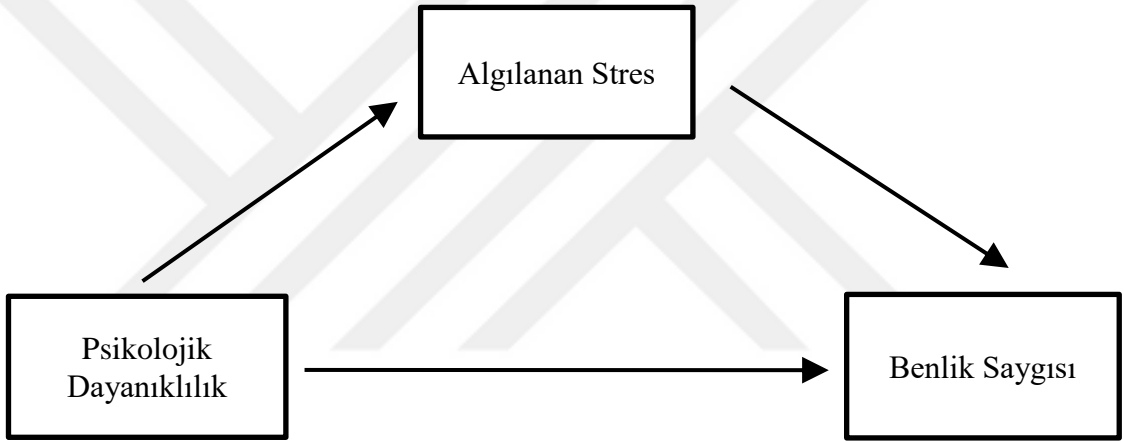 Algılanan Stres
Psikolojik
Dayanıklılık
Benlik Saygısı